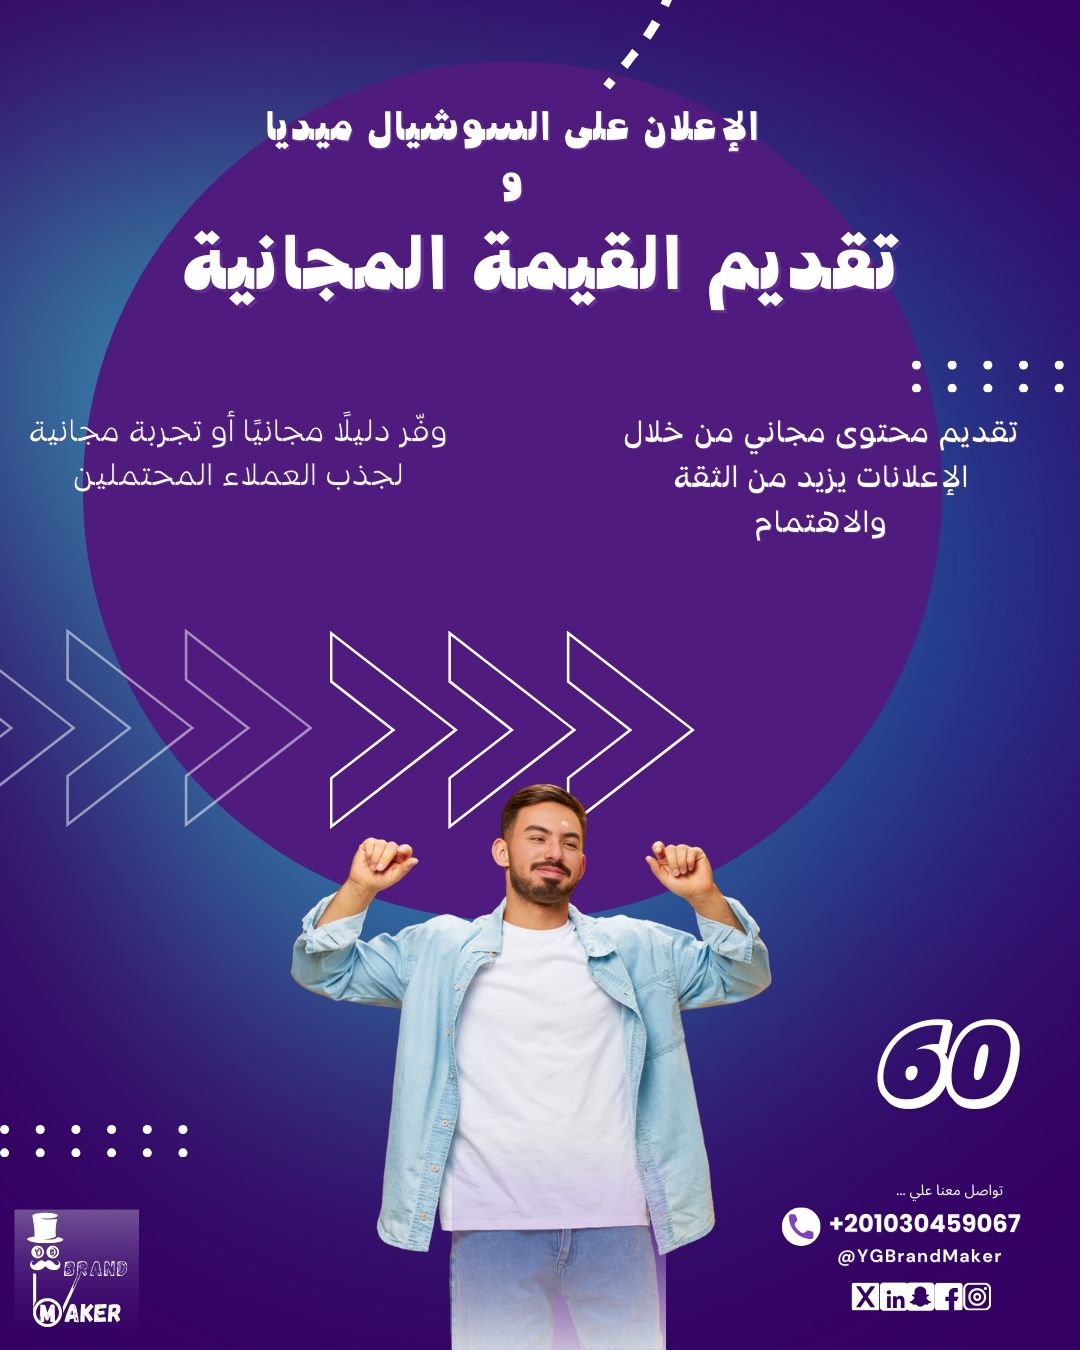 الإعلان على السوشيال ميديا
و
تقديم القيمة المجانية
تقديم محتوى مجاني من خلال
الإعلانات يزيد من الثقة
والاهتمام
وفّر دليلًا مجانيًا أو تجربة مجانية
لجذب العملاء المحتملين
60
تواصل معنا علي ...
+201030459067
@YGBrandMaker
BRAND
MAKER